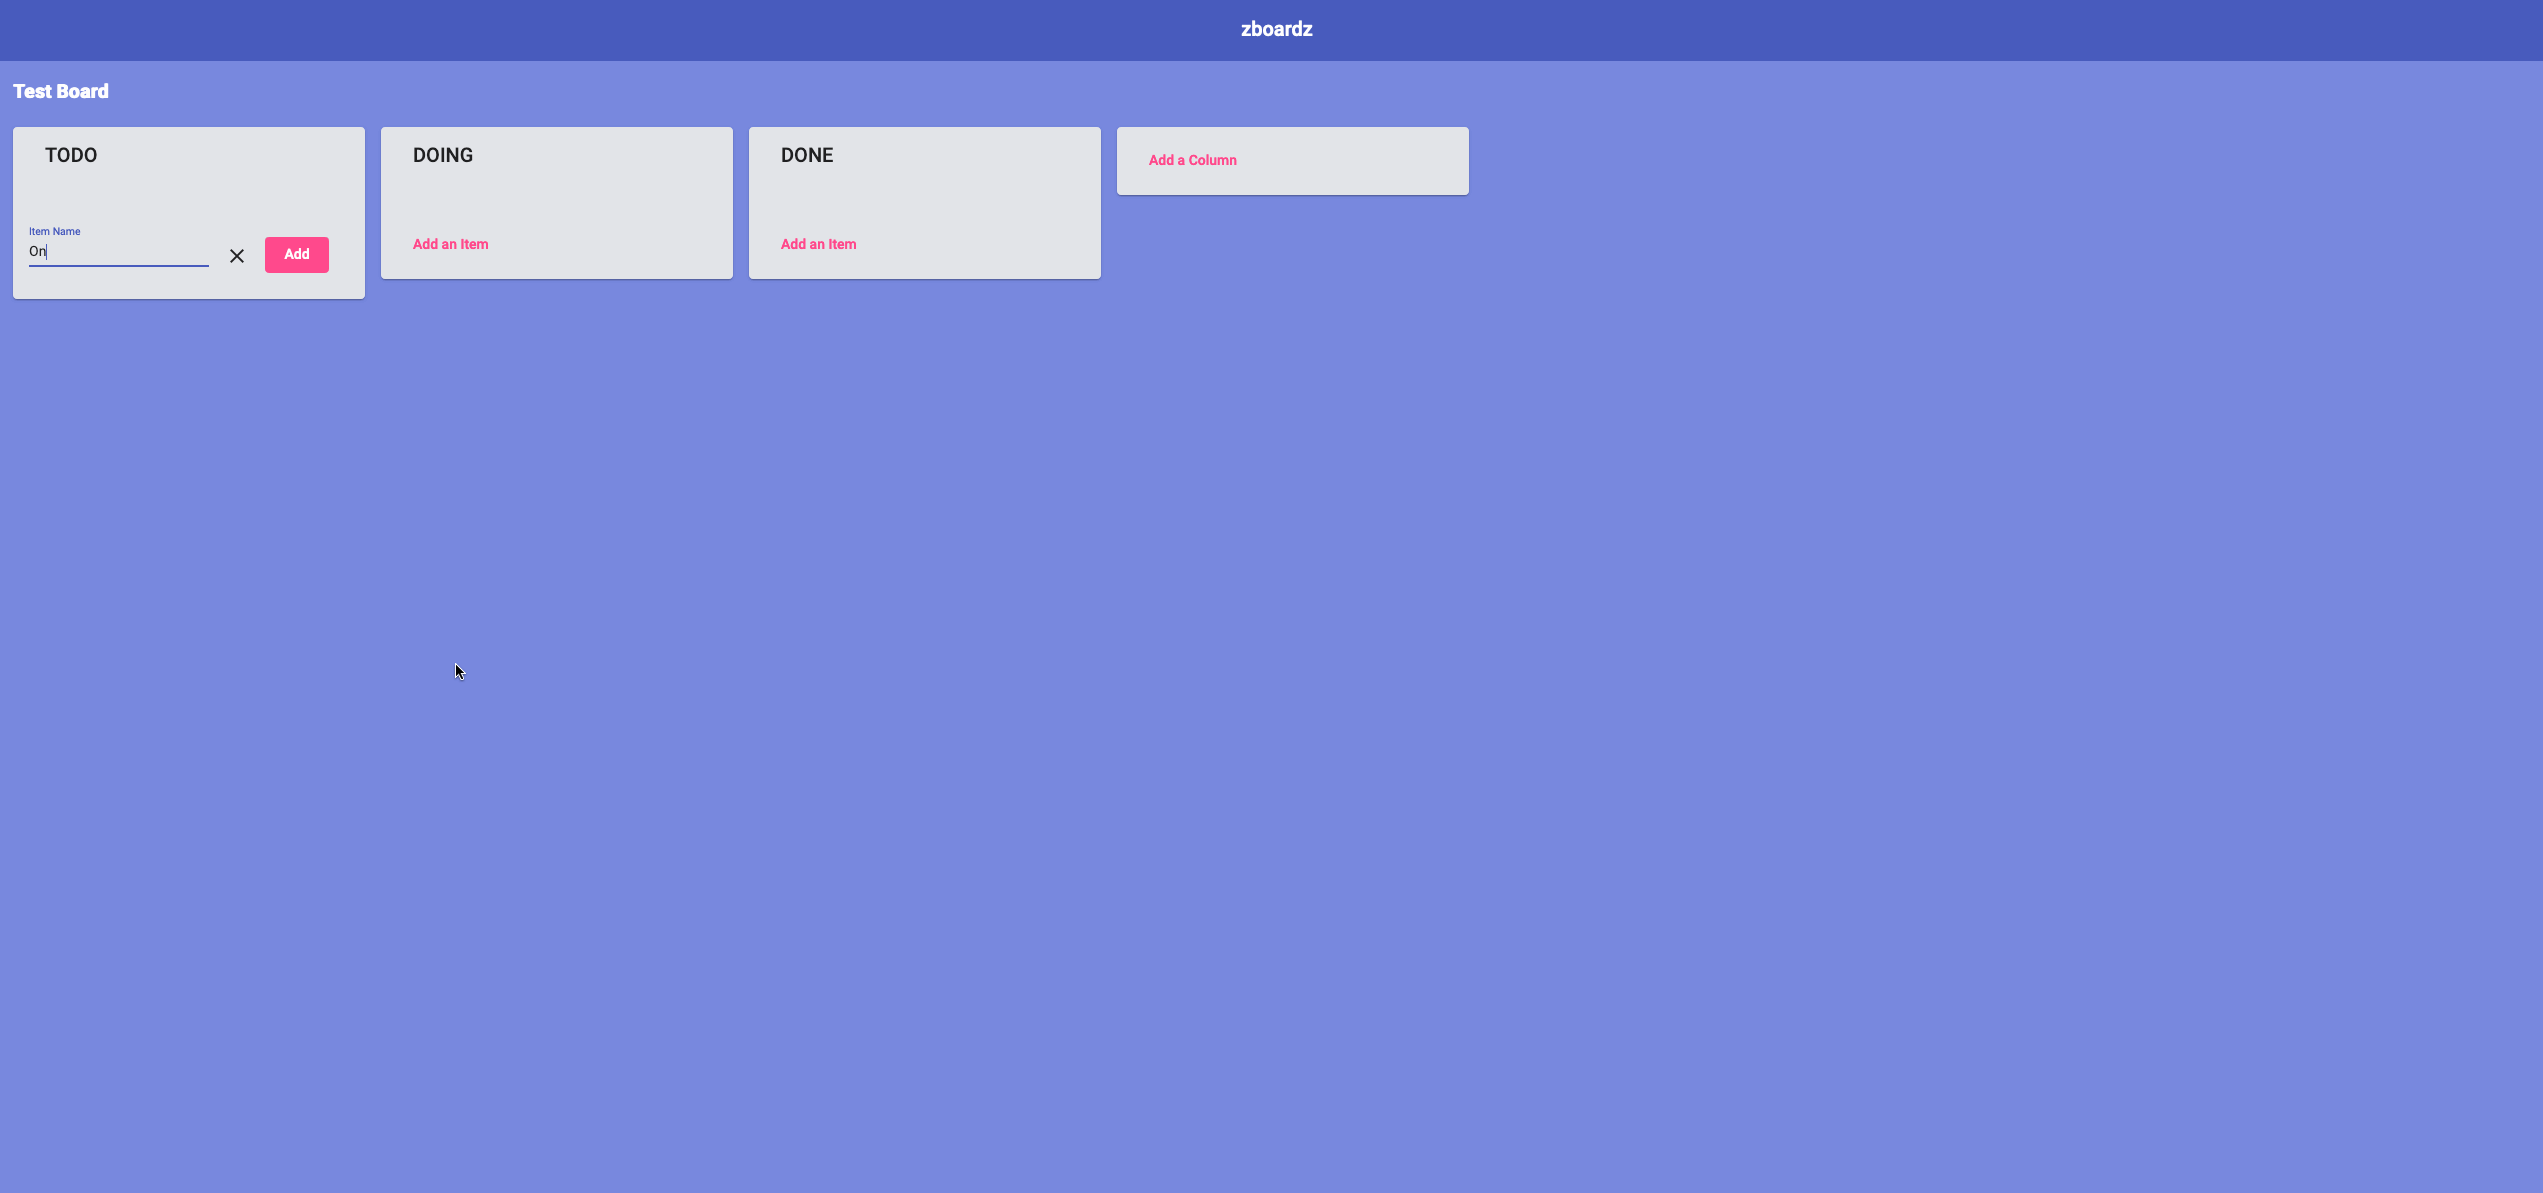 zboardz
Test Board
TODO
Item Name
On
Add
DOING
Add an Item
DONE
Add an Item
Add a Column